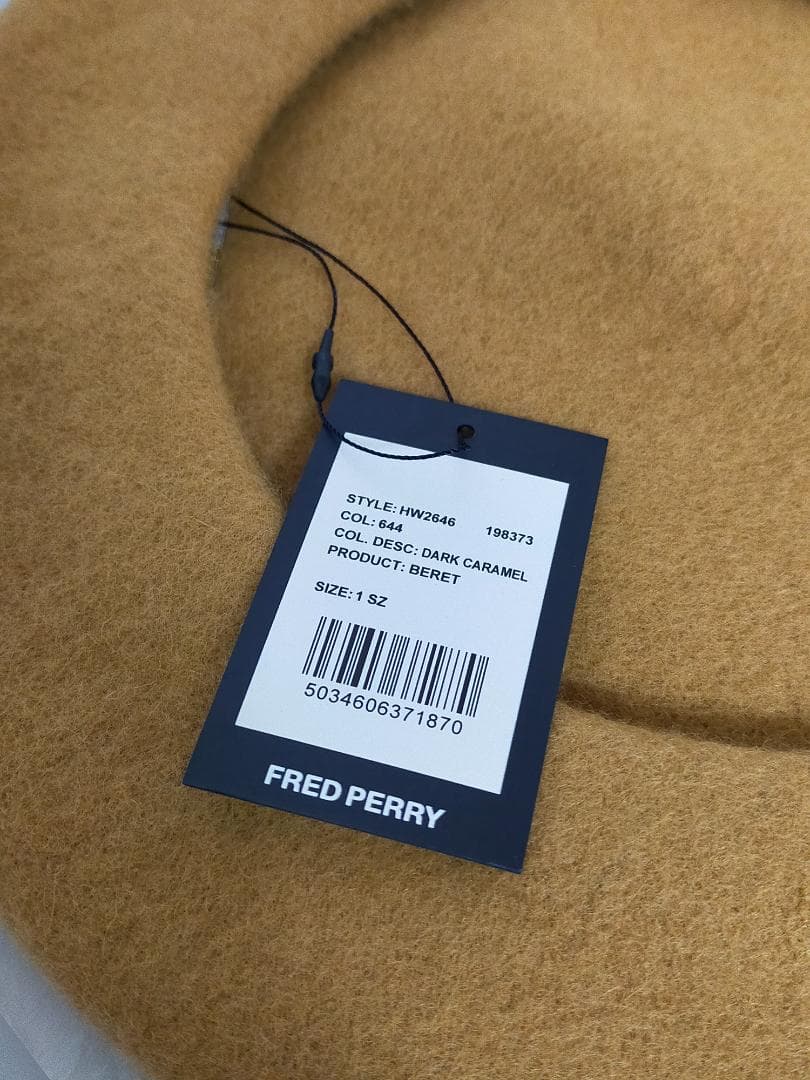 STYLE: HW2646 198373
COL: 644
COL. DESC: DARK CARAMEL
PRODUCT: BERET
SIZE: 1 SZ
5034606371870
FRED PERRY